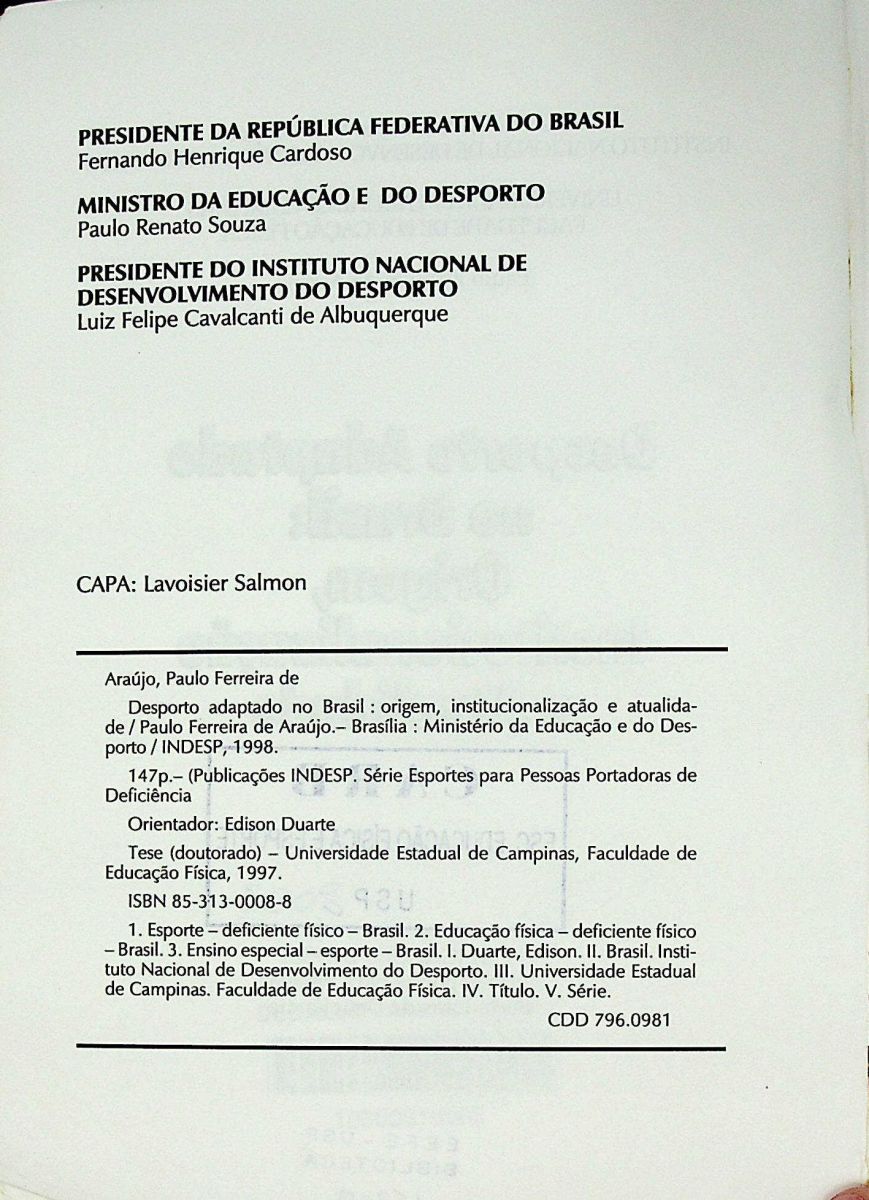 PRESIDENTE DA REPÚBLICA FEDERATIVA DO BRASIL
Fernando Henrique Cardoso
MINISTRO DA EDUCAÇÃO E DO DESPORTO
Paulo Renato Souza
PRESIDENTE DO INSTITUTO NACIONAL DE
DESENVOLVIMENTO DO DESPORTO
Luiz Felipe Cavalcanti de Albuquerque
CAPA: Lavoisier Salmon
Araújo, Paulo Ferreira de
Desporto adaptado no Brasil : origem, institucionalização e atualida-
de / Paulo Ferreira de Araújo.– Brasília : Ministério da Educação e do Des-
porto / INDESP, 1998.
147p.– (Publicações INDESP. Série Esportes para Pessoas Portadoras de
Deficiência
Orientador: Edison Duarte
Tese (doutorado) – Universidade Estadual de Campinas, Faculdade de
Educação Física, 1997.
ISBN 85-313-0008-8
1. Esporte – deficiente físico – Brasil. 2. Educação física – deficiente físico
– Brasil. 3. Ensino especial – esporte – Brasil. I. Duarte, Edison. II. Brasil. Insti-
tuto Nacional de Desenvolvimento do Desporto. III. Universidade Estadual
de Campinas. Faculdade de Educação Física. IV. Título. V. Série.
CDD 796.0981